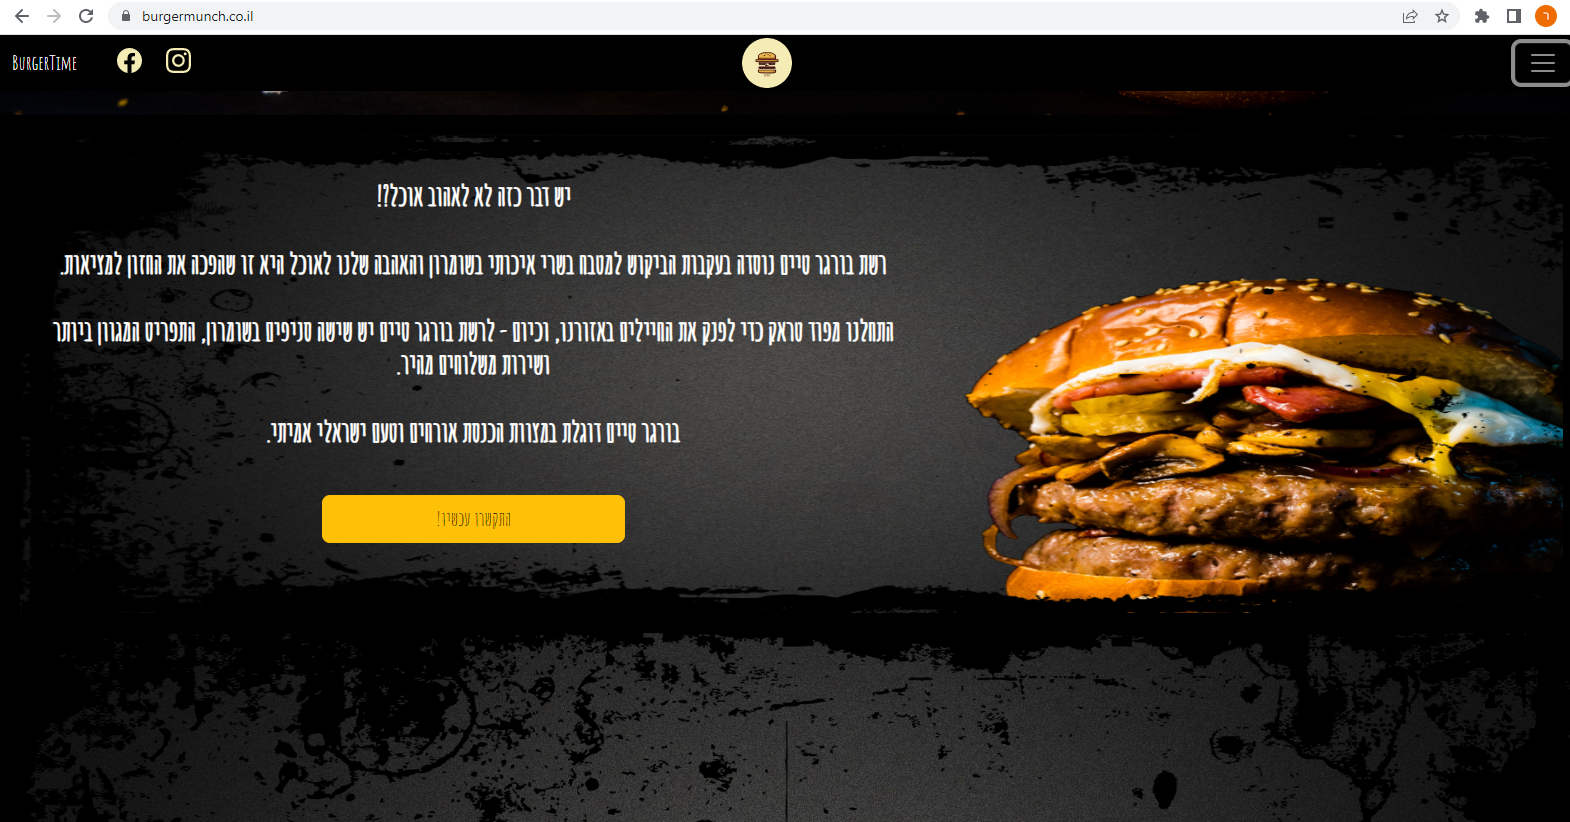 burgermunch.co.il
ר
BURGERTIME
יש דבר כזה לא לאהוב אוכל?!
רשת בורגר טיים נוסדה בעקבות הביקוש למטבח בשרי איכותי בשומרון והאהבה שלנו לאוכל היא זו שהפכה את החזון למציאות.
התחלנו מפוד טראק כדי לפנק את החיילים באזורנו, וכיום - לרשת בורגר טיים יש שישה סניפים בשומרון, התפריט המגוון ביותר
ושירות משלוחים מהיר.
בורגר טיים דוגלת במצוות הכנסת אורחים וטעם ישראלי אמיתי.
התקשרו עכשיו!